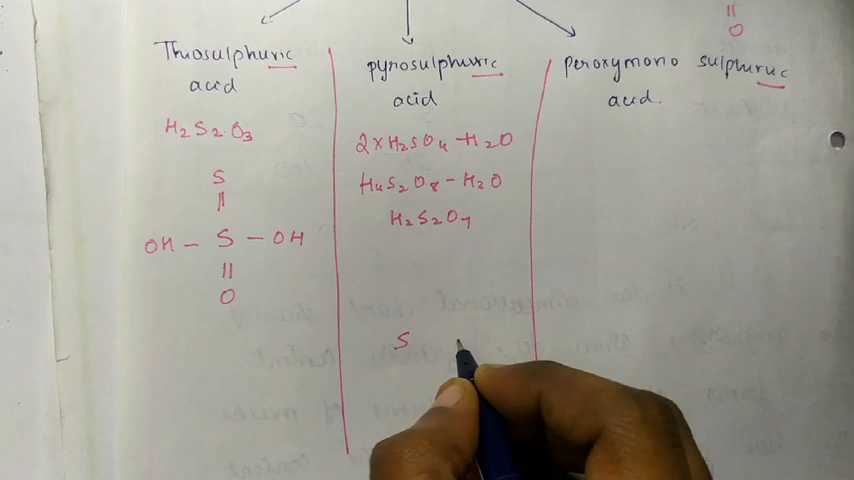 ||
O
Thiosulphuric
acid
H₂S₂O₃
S
||
OH – S – OH
||
O
pyrosulphuric
acid
2×H₂SO₄ – H₂O
H₄S₂O₈ – H₂O
H₂S₂O₇
S
peroxymono sulphuric
acid.